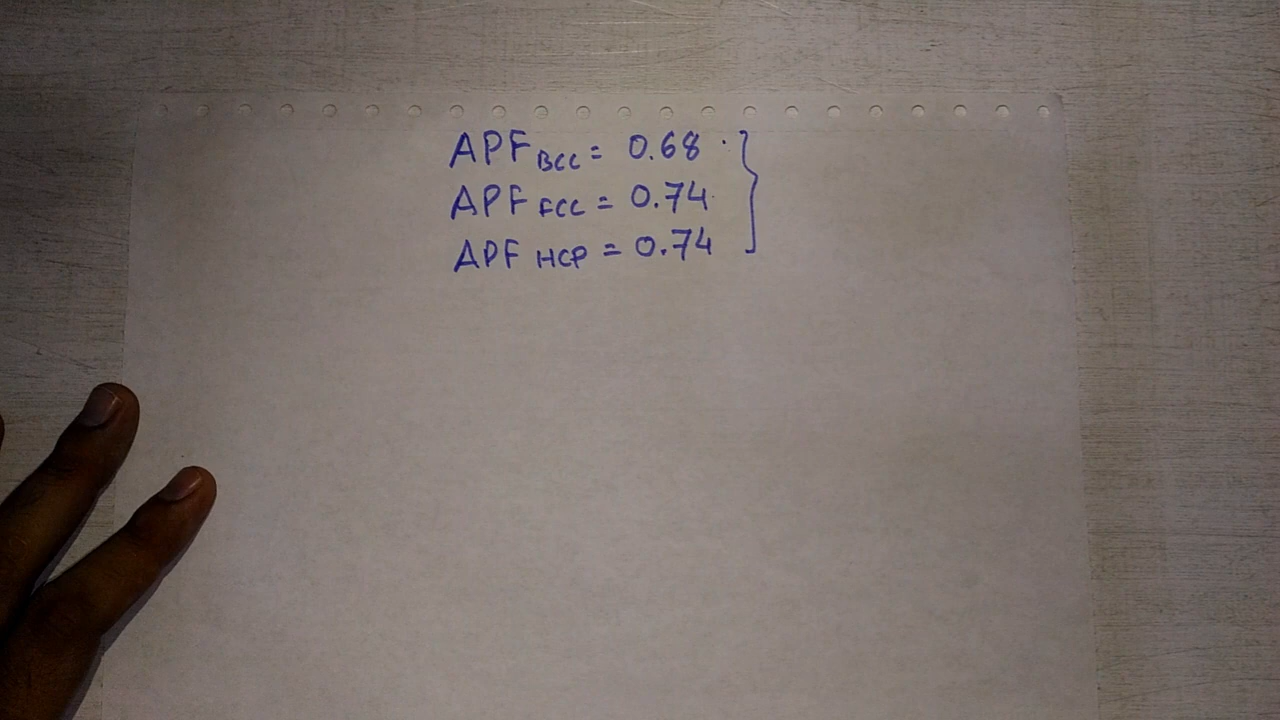 APF BCC = 0.68
APF FCC = 0.74
APF HCP = 0.74